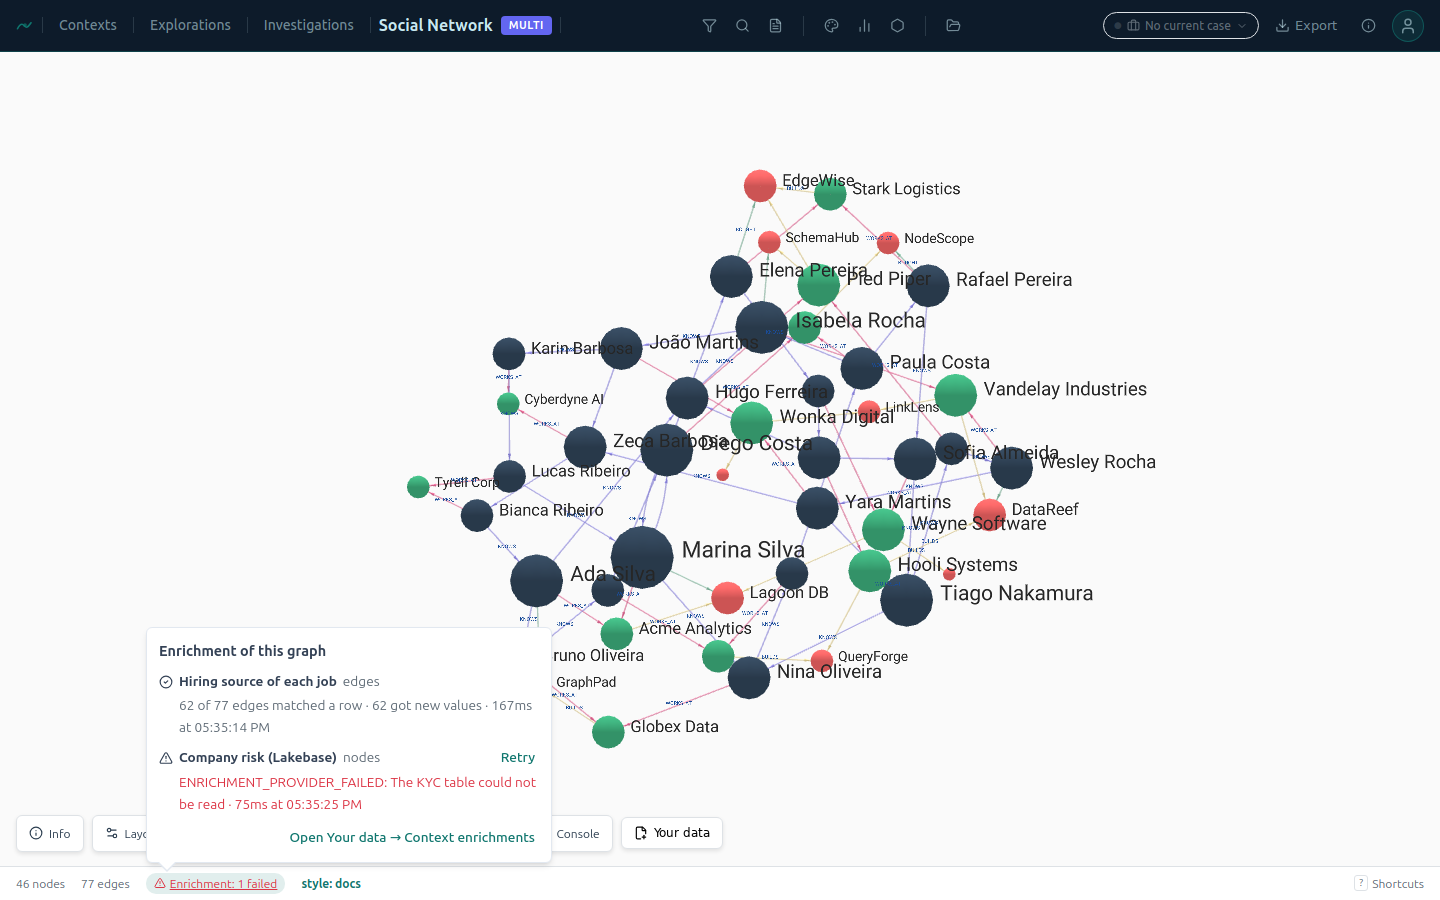 Contexts
Explorations
Investigations
Social Network MULTI
No current case
Export
EdgeWise
Stark Logistics
SchemaHub
NodeScope
Elena Pereira
Pied Piper
Rafael Pereira
Isabela Rocha
Karin Barbosa
João Martins
Paula Costa
Vandelay Industries
Cyberdyne AI
Hugo Ferreira
LinkLens
Wonka Digital
Zeca Barbosa
Diego Costa
Sofia Almeida
Wesley Rocha
Lucas Ribeiro
Tyrell Corp
Bianca Ribeiro
Yara Martins
DataReef
Wayne Software
Marina Silva
Hooli Systems
Ada Silva
Lagoon DB
Tiago Nakamura
Acme Analytics
runo Oliveira
QueryForge
Nina Oliveira
GraphPad
Globex Data
KNOWS
WORKS_AT
BUILDS
Enrichment of this graph
Hiring source of each job edges
62 of 77 edges matched a row · 62 got new values · 167ms
at 05:35:14 PM
Company risk (Lakebase) nodes Retry
ENRICHMENT_PROVIDER_FAILED: The KYC table could not
be read · 75ms at 05:35:25 PM
Open Your data → Context enrichments
Info
Layo
Console
Your data
46 nodes
77 edges
Enrichment: 1 failed
style: docs
? Shortcuts